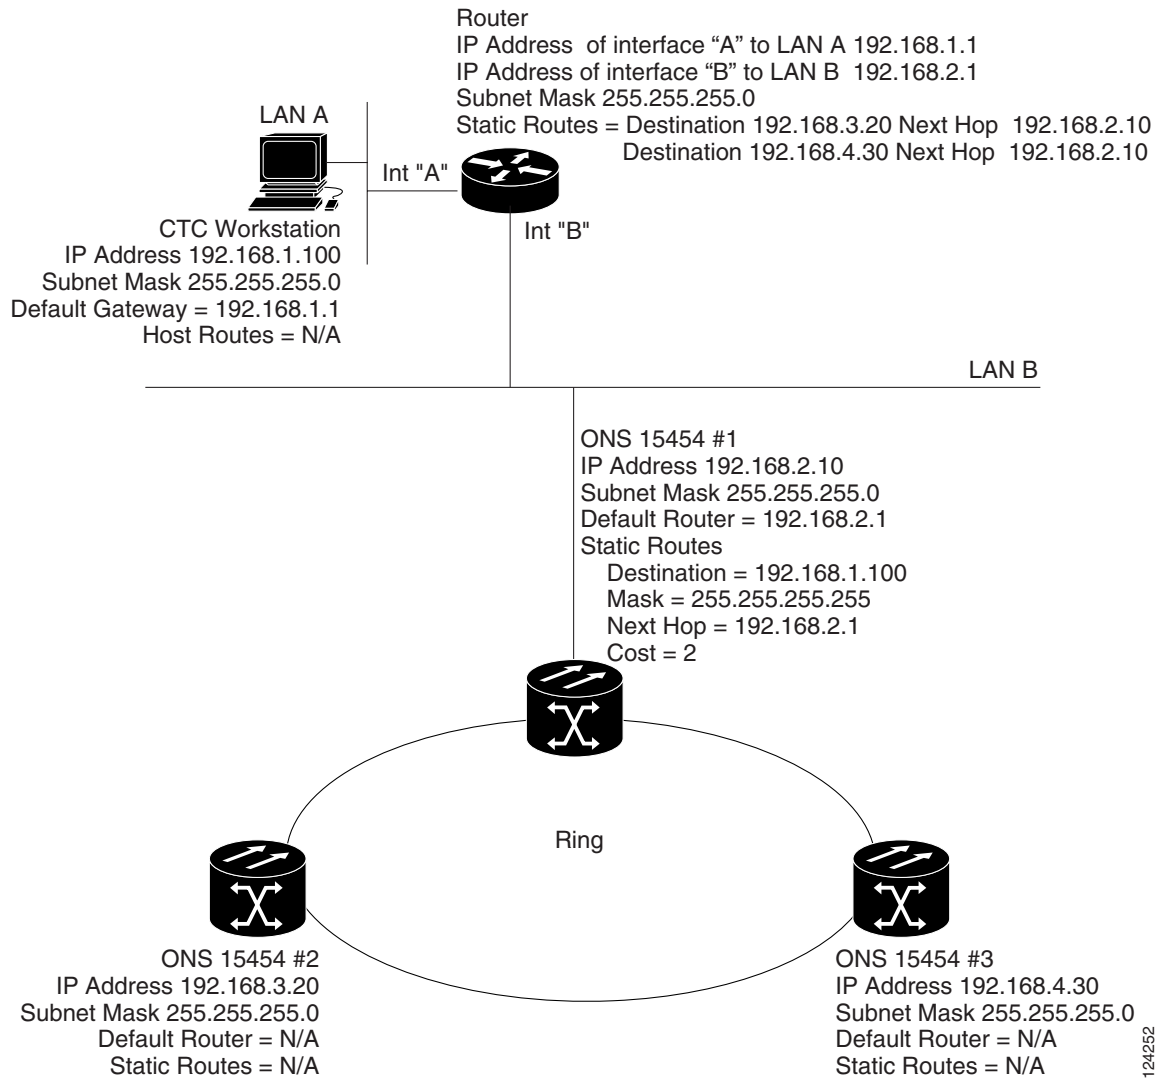 Router
IP Address  of interface “A” to LAN A 192.168.1.1
IP Address of interface “B” to LAN B  192.168.2.1
Subnet Mask 255.255.255.0
Static Routes = Destination 192.168.3.20 Next Hop  192.168.2.10
Destination 192.168.4.30 Next Hop  192.168.2.10
LAN A
Int "A"
Int "B"
CTC Workstation
IP Address 192.168.1.100
Subnet Mask 255.255.255.0
Default Gateway = 192.168.1.1
Host Routes = N/A
LAN B
ONS 15454 #1
IP Address 192.168.2.10
Subnet Mask 255.255.255.0
Default Router = 192.168.2.1
Static Routes
Destination = 192.168.1.100
Mask = 255.255.255.255
Next Hop = 192.168.2.1
Cost = 2
Ring
ONS 15454 #2
IP Address 192.168.3.20
Subnet Mask 255.255.255.0
Default Router = N/A
Static Routes = N/A
ONS 15454 #3
IP Address 192.168.4.30
Subnet Mask 255.255.255.0
Default Router = N/A
Static Routes = N/A
124252